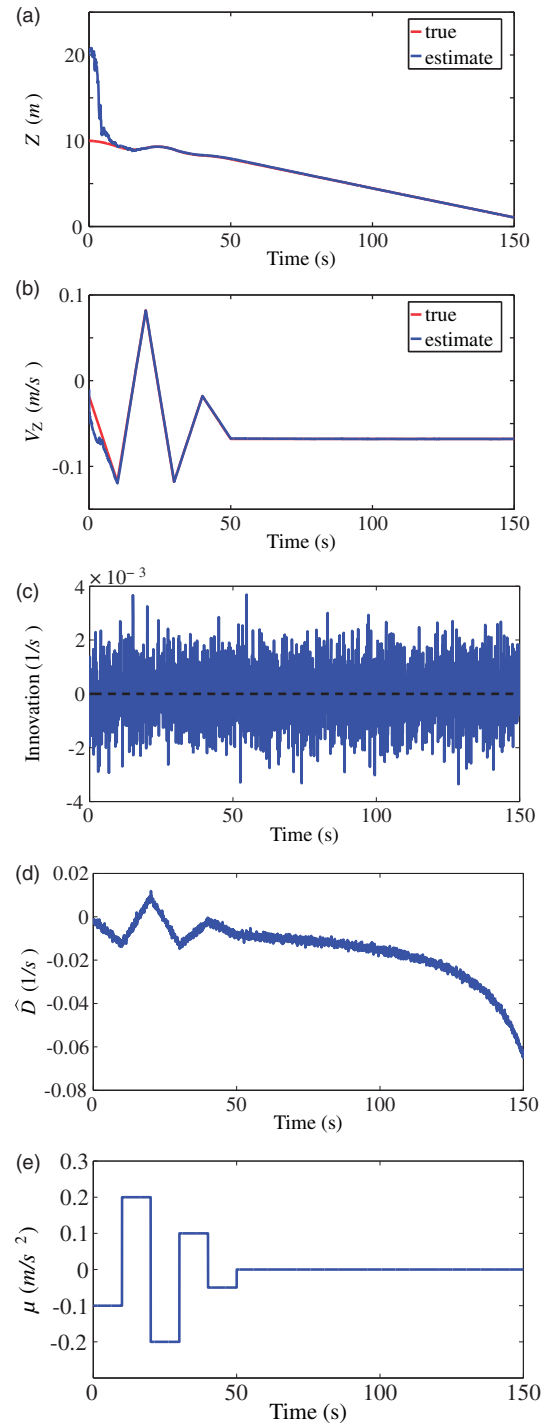 (a)
true
estimate
20
10
0
Z (m)
0
50
100
150
Time (s)
(b)
true
estimate
0.1
0
-0.1
V_Z (m/s)
0
50
100
150
Time (s)
(c)
× 10⁻³
4
2
0
-2
-4
Innovation (1/s)
0
50
100
150
Time (s)
(d)
0.02
0
-0.02
-0.04
-0.06
-0.08
D̂ (1/s)
0
50
100
150
Time (s)
(e)
0.3
0.2
0.1
0
-0.1
-0.2
μ (m/s²)
0
50
100
150
Time (s)